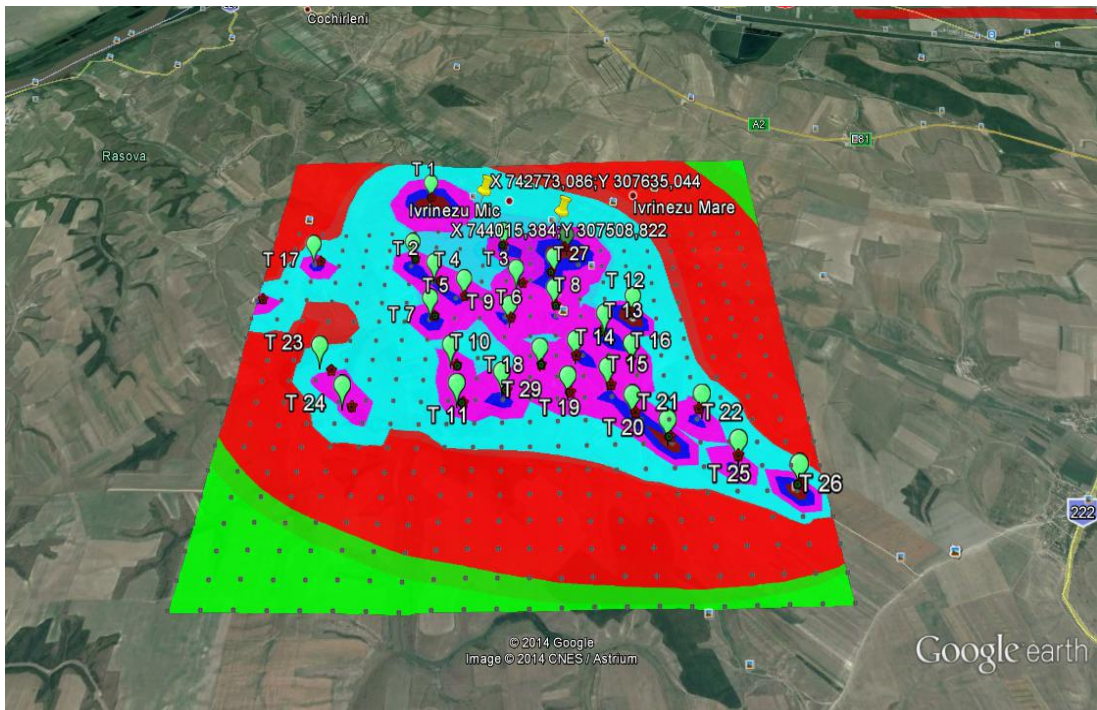 Cochirleni
A2
E81
Rasova
T 1
X 742773,086;Y 307635,044
Ivrinezu Mic
Ivrinezu Mare
X 744015,384;Y 307508,822
T 17
T 2
T 4
T 3
T 27
T 5
T 9
T 6
T 8
T 12
T 7
T 13
T 23
T 10
T 18
T 14
T 16
T 15
T 24
T 11
T 29
T 19
T 21
T 22
T 20
T 25
T 26
222
© 2014 Google
Image © 2014 CNES / Astrium
Google earth